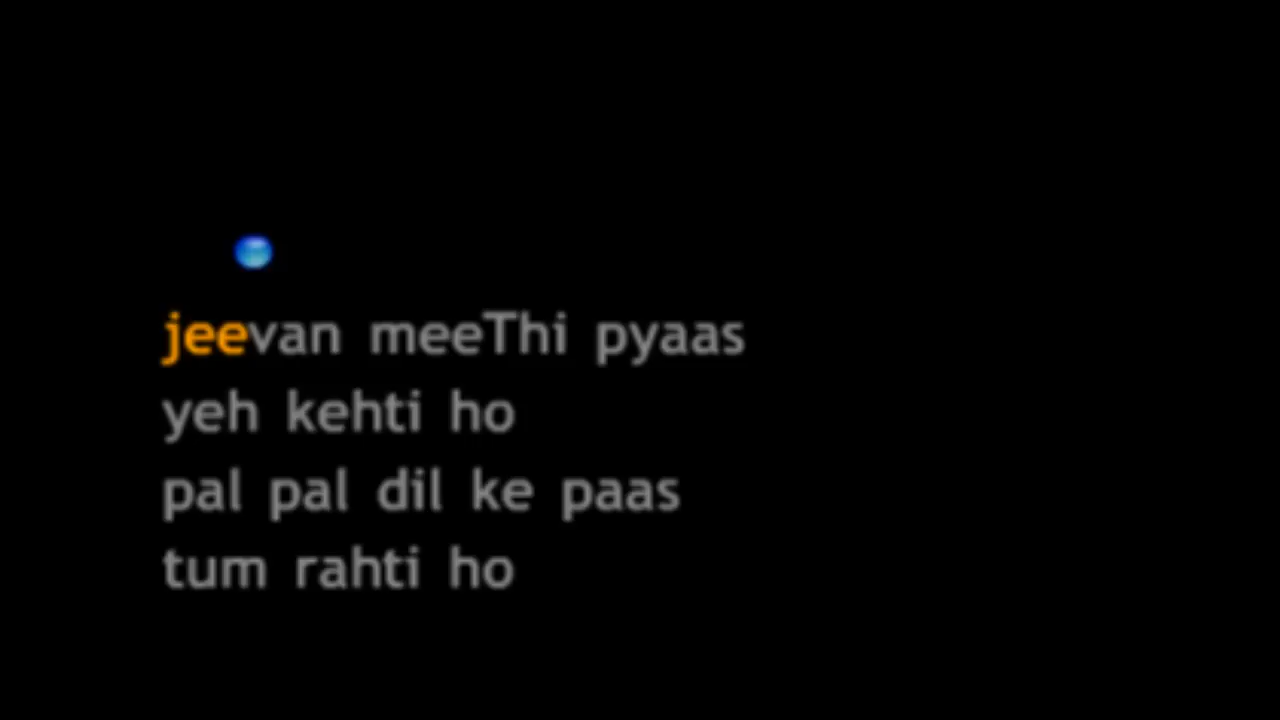 jeevan meeThi pyaas
yeh kehti ho
pal pal dil ke paas
tum rahti ho